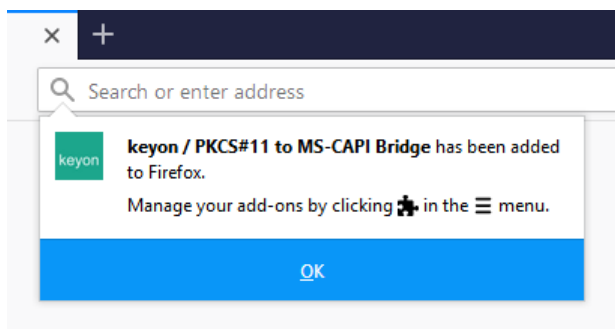 Search or enter address
keyon
keyon / PKCS#11 to MS-CAPI Bridge has been added
to Firefox.
Manage your add-ons by clicking in the menu.
OK